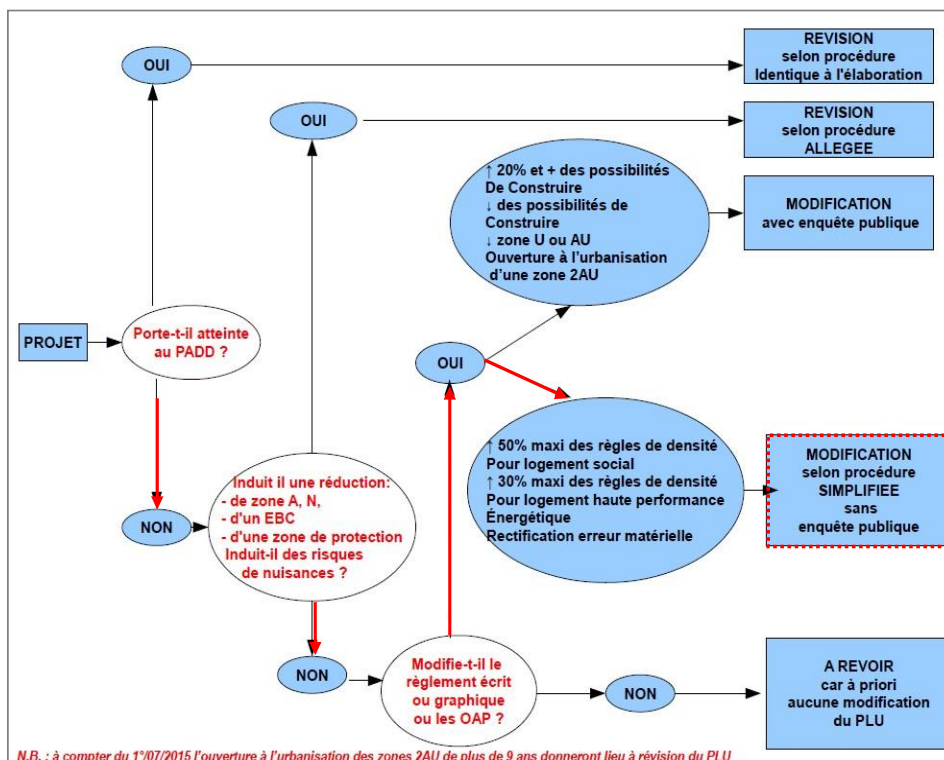 OUI
REVISION
selon procédure
Identique à l'élaboration
OUI
REVISION
selon procédure
ALLEGEE
↑ 20% et + des possibilités
De Construire
↓ des possibilités de
Construire
↓ zone U ou AU
Ouverture à l'urbanisation
d'une zone 2AU
MODIFICATION
avec enquête publique
PROJET
Porte-t-il atteinte
au PADD ?
OUI
↑ 50% maxi des règles de densité
Pour logement social
↑ 30% maxi des règles de densité
Pour logement haute performance
Énergétique
Rectification erreur matérielle
MODIFICATION
selon procédure
SIMPLIFIEE
sans
enquête publique
NON
Induit il une réduction:
- de zone A, N,
- d'un EBC
- d'une zone de protection
Induit-il des risques
de nuisances ?
NON
Modifie-t-il le
règlement écrit
ou graphique
ou les OAP ?
NON
A REVOIR
car à priori
aucune modification
du PLU
N.B. : à compter du 1°/07/2015 l'ouverture à l'urbanisation des zones 2AU de plus de 9 ans donneront lieu à révision du PLU